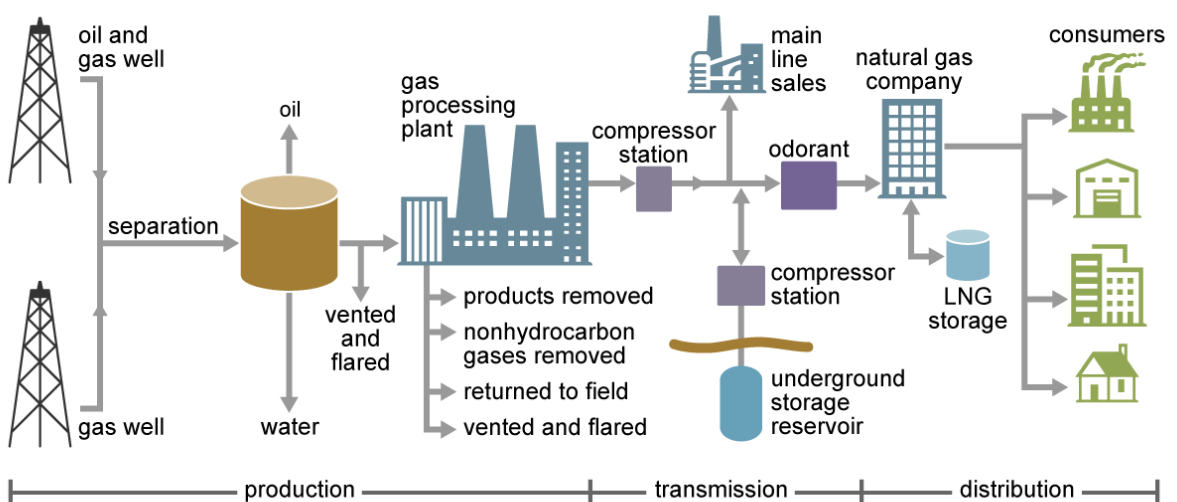 oil and
gas well
separation
gas well
oil
water
vented
and
flared
gas
processing
plant
products removed
nonhydrocarbon
gases removed
returned to field
vented and flared
compressor
station
main
line
sales
odorant
compressor
station
underground
storage
reservoir
natural gas
company
LNG
storage
consumers
production
transmission
distribution